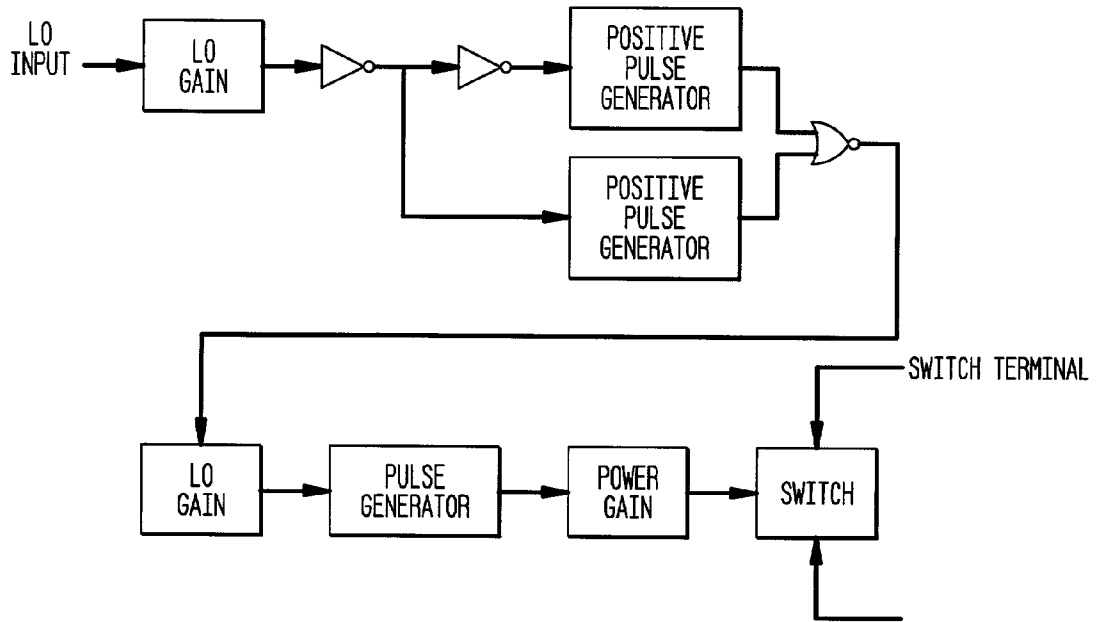 LO
INPUT
LO
GAIN
POSITIVE
PULSE
GENERATOR
POSITIVE
PULSE
GENERATOR
SWITCH TERMINAL
LO
GAIN
PULSE
GENERATOR
POWER
GAIN
SWITCH